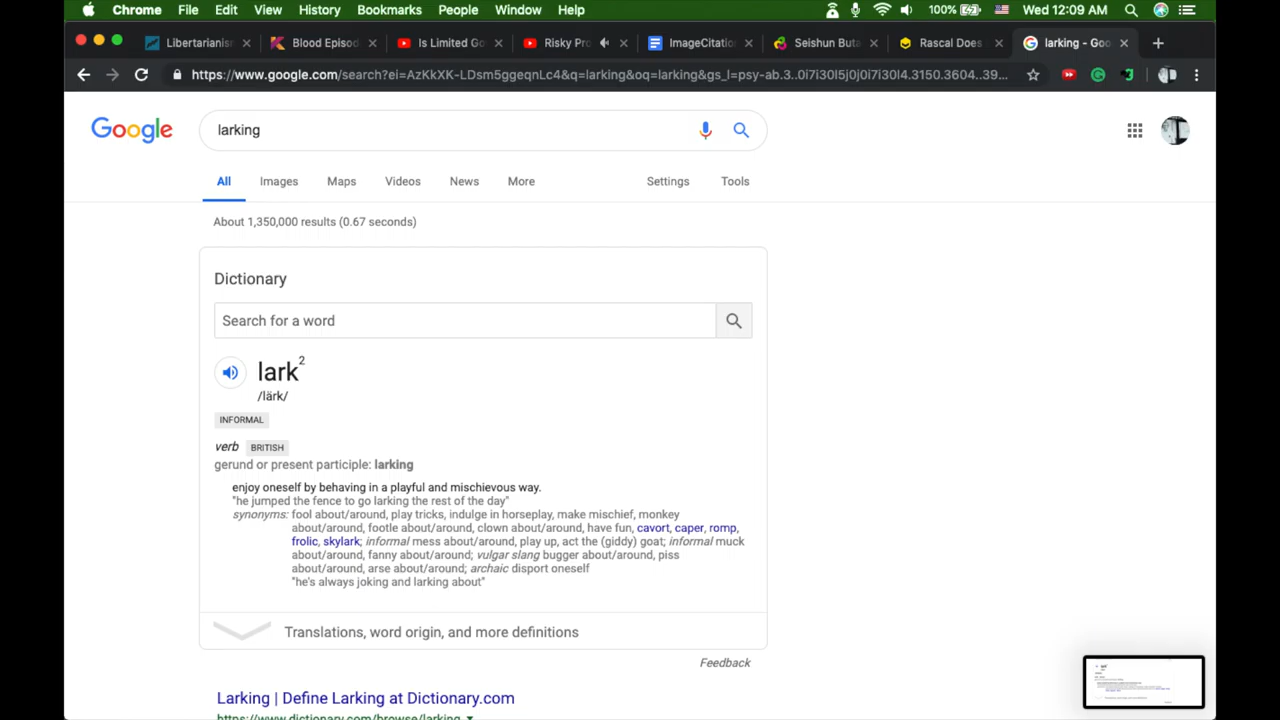 Chrome File Edit View History Bookmarks People Window Help 100% Wed 12:09 AM
Libertarianism Blood Episod Is Limited Go Risky Pro ImageCitatio Seishun Buta Rascal Does larking - Goo
https://www.google.com/search?ei=AzKkXK-LDsm5ggeqnLc4&q=larking&oq=larking&gs_l=psy-ab.3..0i7i30l5j0j0i7i30l4.3150.3604..39...
Google
larking
All Images Maps Videos News More Settings Tools
About 1,350,000 results (0.67 seconds)
Dictionary
Search for a word
lark2
/lärk/
INFORMAL
verb BRITISH
gerund or present participle: larking
enjoy oneself by behaving in a playful and mischievous way.
"he jumped the fence to go larking the rest of the day"
synonyms: fool about/around, play tricks, indulge in horseplay, make mischief, monkey
about/around, footle about/around, clown about/around, have fun, cavort, caper, romp,
frolic, skylark; informal mess about/around, play up, act the (giddy) goat; informal muck
about/around, fanny about/around; vulgar slang bugger about/around, piss
about/around, arse about/around; archaic disport oneself
"he's always joking and larking about"
Translations, word origin, and more definitions
Feedback
Larking | Define Larking at Dictionary.com
https://www.dictionary.com/browse/larking